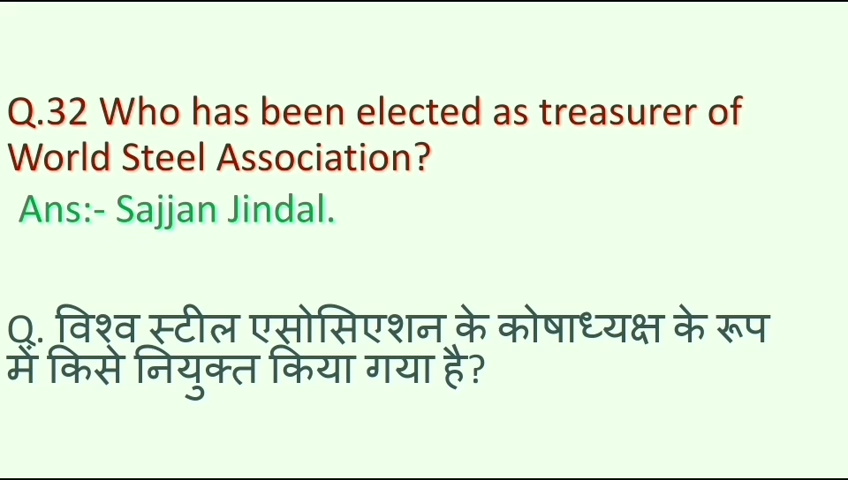 Q.32 Who has been elected as treasurer of
World Steel Association?
Ans:- Sajjan Jindal.
Q. विश्व स्टील एसोसिएशन के कोषाध्यक्ष के रूप
में किसे नियुक्त किया गया है?